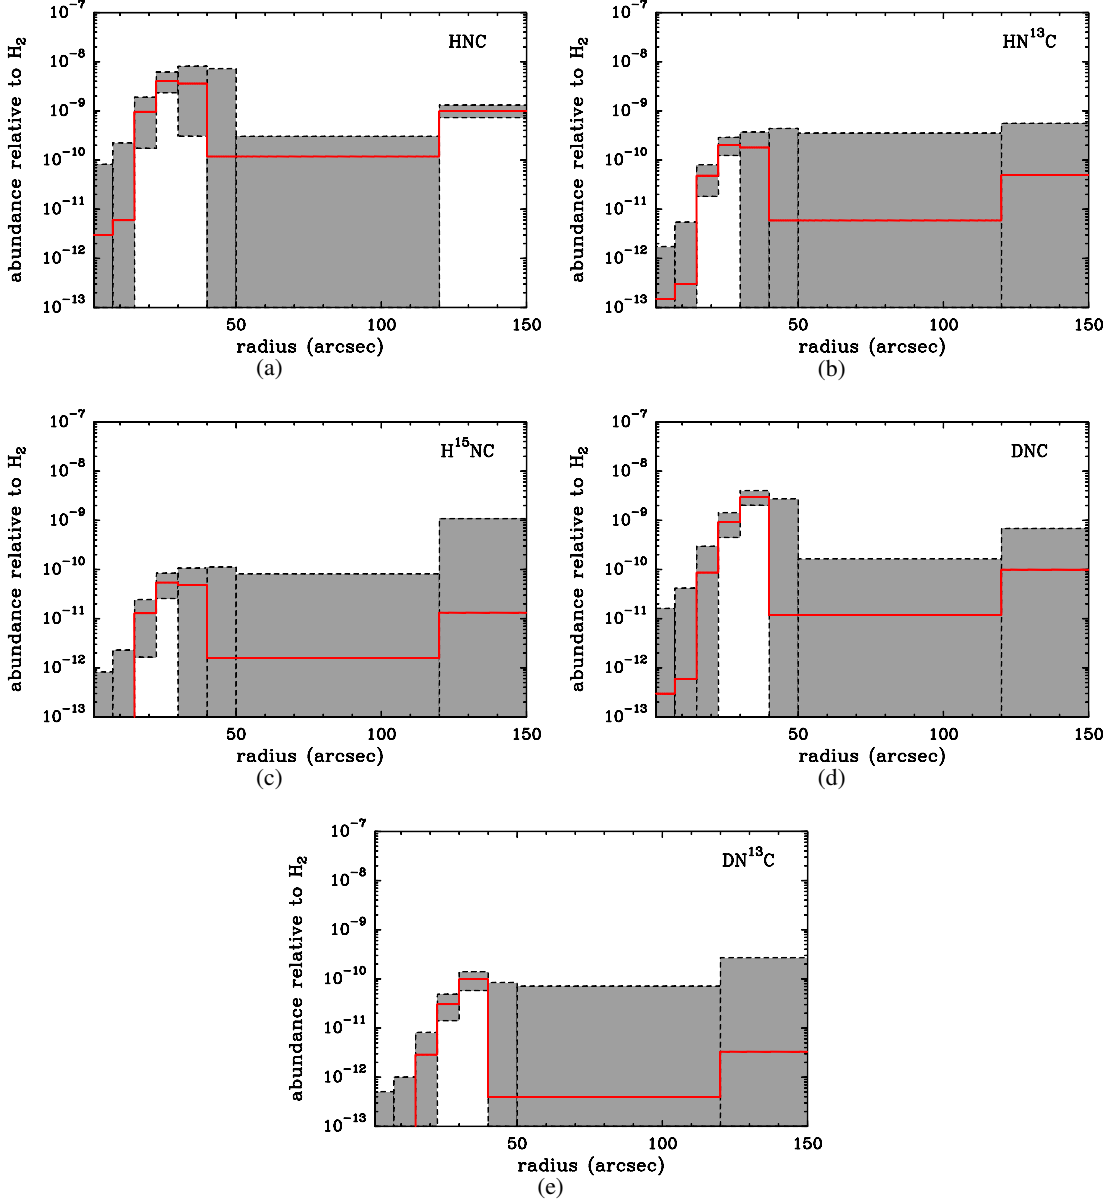 abundance relative to H₂
10⁻⁷
10⁻⁸
10⁻⁹
10⁻¹⁰
10⁻¹¹
10⁻¹²
10⁻¹³
HNC
50
100
150
radius (arcsec)
(a)
abundance relative to H₂
10⁻⁷
10⁻⁸
10⁻⁹
10⁻¹⁰
10⁻¹¹
10⁻¹²
10⁻¹³
HN¹³C
50
100
150
radius (arcsec)
(b)
abundance relative to H₂
10⁻⁷
10⁻⁸
10⁻⁹
10⁻¹⁰
10⁻¹¹
10⁻¹²
10⁻¹³
H¹⁵NC
50
100
150
radius (arcsec)
(c)
abundance relative to H₂
10⁻⁷
10⁻⁸
10⁻⁹
10⁻¹⁰
10⁻¹¹
10⁻¹²
10⁻¹³
DNC
50
100
150
radius (arcsec)
(d)
abundance relative to H₂
10⁻⁷
10⁻⁸
10⁻⁹
10⁻¹⁰
10⁻¹¹
10⁻¹²
10⁻¹³
DN¹³C
50
100
150
radius (arcsec)
(e)